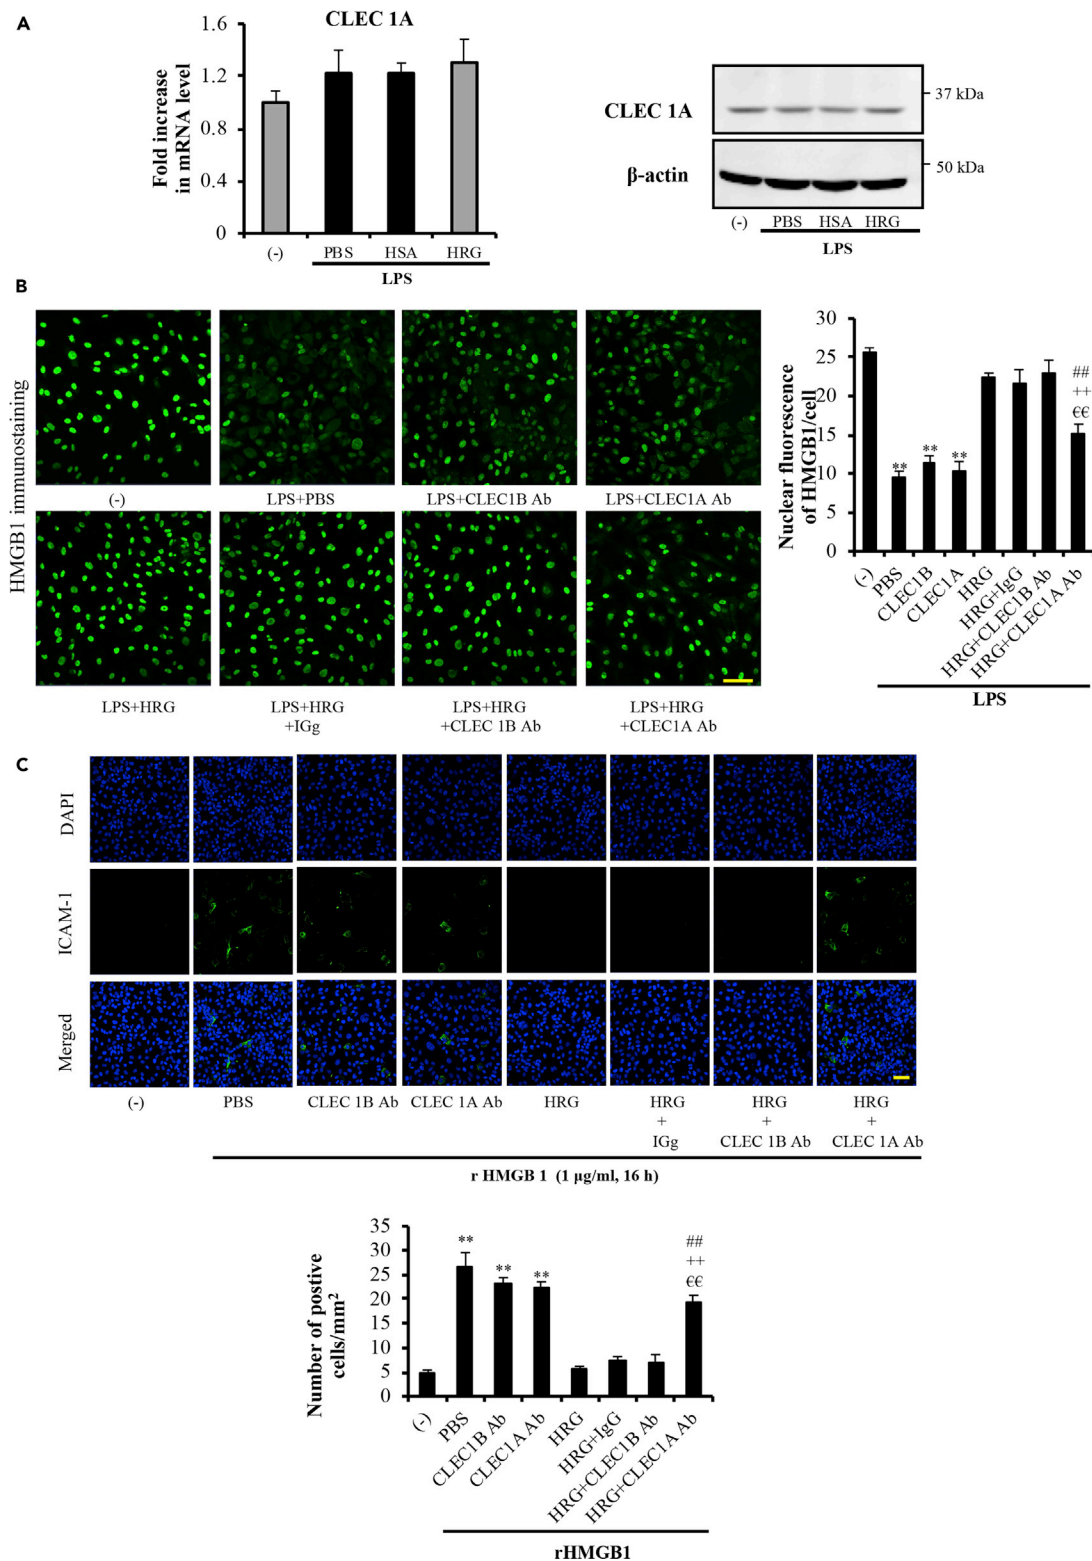 A
CLEC 1A
Fold increase
in mRNA level
1.6
1.2
0.8
0.4
0
(-)
PBS
HSA
HRG
LPS
CLEC 1A
β-actin
37 kDa
50 kDa
(-)
PBS
HSA
HRG
LPS
B
HMGB1 immunostaining
(-)
LPS+PBS
LPS+CLEC1B Ab
LPS+CLEC1A Ab
LPS+HRG
LPS+HRG
+IGg
LPS+HRG
+CLEC 1B Ab
LPS+HRG
+CLEC1A Ab
Nuclear fluorescence
of HMGB1/cell
30
25
20
15
10
5
0
**
**
**
##
++
€€
(-)
PBS
CLEC1B
CLEC1A
HRG
HRG+IgG
HRG+CLEC1B Ab
HRG+CLEC1A Ab
LPS
C
DAPI
ICAM-1
Merged
(-)
PBS
CLEC 1B Ab
CLEC 1A Ab
HRG
HRG
+
IGg
HRG
+
CLEC 1B Ab
HRG
+
CLEC 1A Ab
r HMGB 1 (1 μg/ml, 16 h)
Number of postive
cells/mm2
35
30
25
20
15
10
5
0
**
**
**
##
++
€€
(-)
PBS
CLEC1B Ab
CLEC1A Ab
HRG
HRG+IgG
HRG+CLEC1B Ab
HRG+CLEC1A Ab
rHMGB1